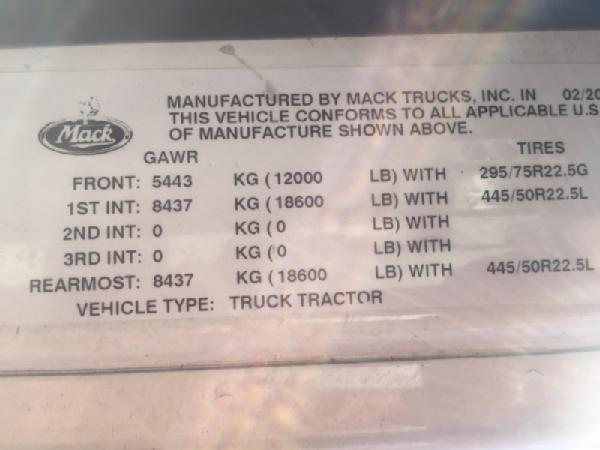 MANUFACTURED BY MACK TRUCKS, INC. IN 02/20
THIS VEHICLE CONFORMS TO ALL APPLICABLE U.S
OF MANUFACTURE SHOWN ABOVE.
Mack
GAWR TIRES
FRONT: 5443 KG ( 12000 LB) WITH 295/75R22.5G
1ST INT: 8437 KG ( 18600 LB) WITH 445/50R22.5L
2ND INT: 0 KG ( 0 LB) WITH
3RD INT: 0 KG ( 0 LB) WITH
REARMOST: 8437 KG ( 18600 LB) WITH 445/50R22.5L
VEHICLE TYPE: TRUCK TRACTOR